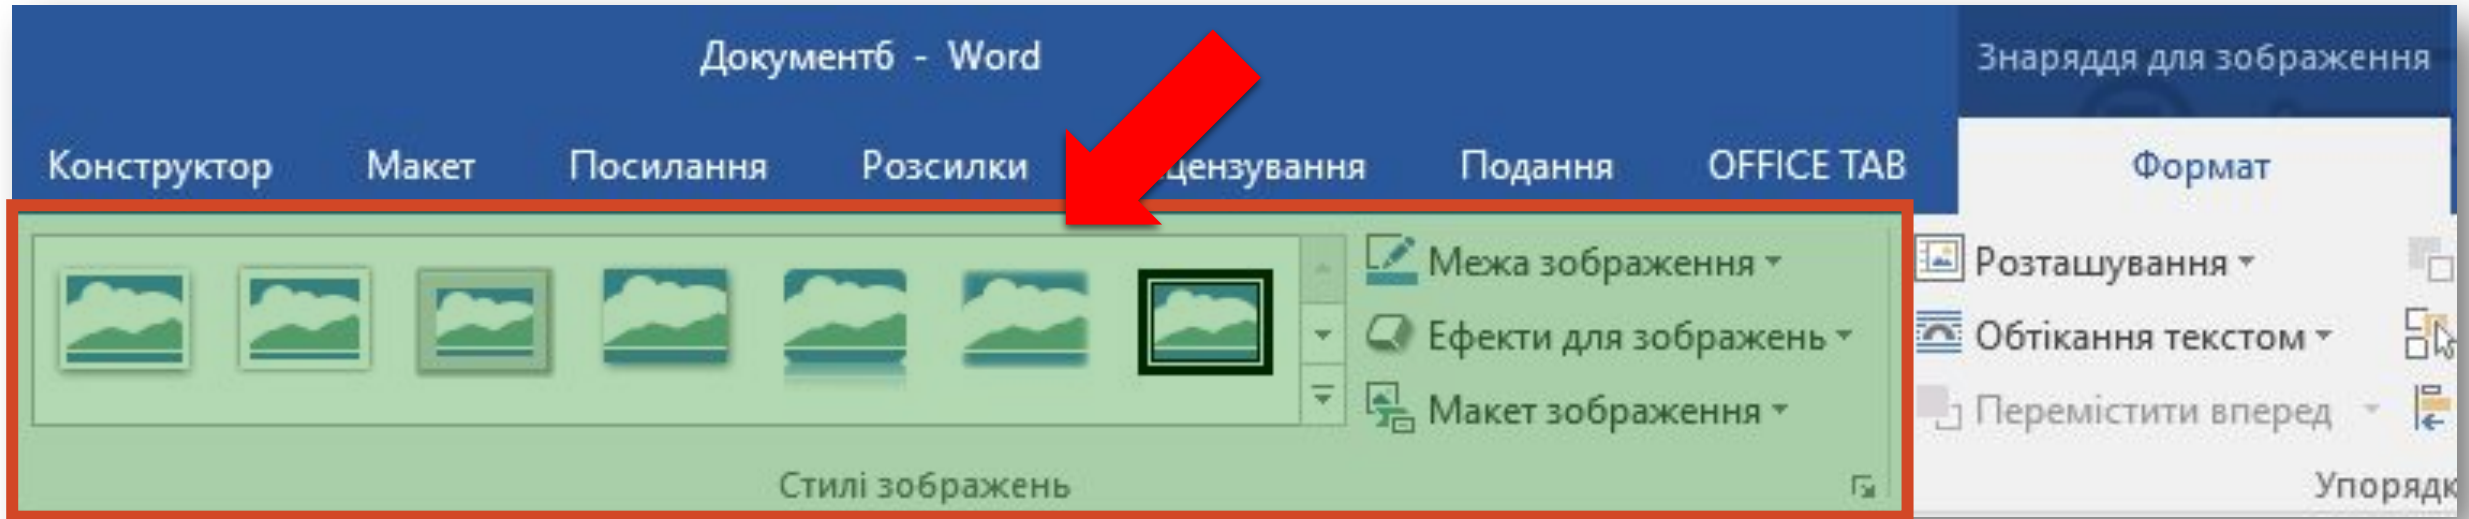 Документ6 - Word
Знаряддя для зображення
Конструктор Макет Посилання Розсилки Подання OFFICE TAB Формат
Межа зображення
Розташування
Ефекти для зображень
Обтікання текстом
Макет зображення
Перемістити вперед
Стилі зображень